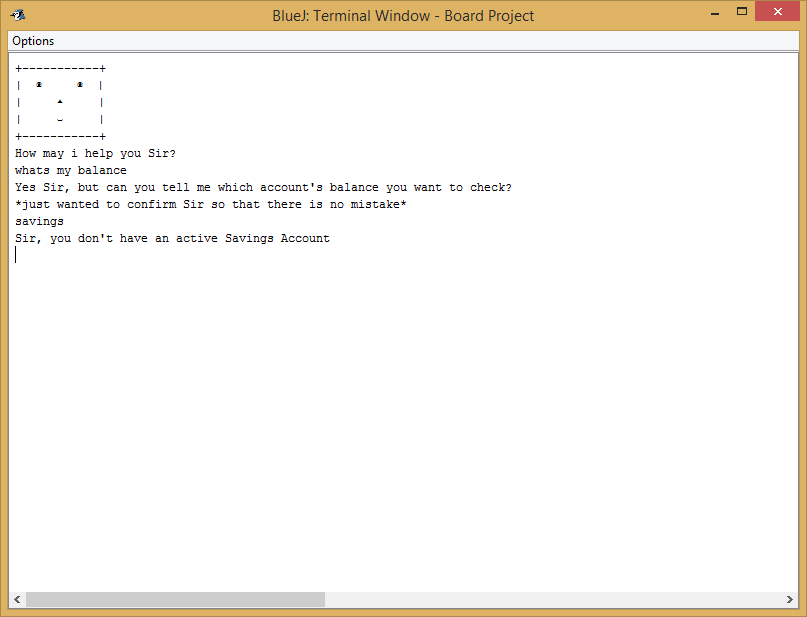 BlueJ: Terminal Window - Board Project
Options
+-----------+
How may i help you Sir?
whats my balance
Yes Sir, but can you tell me which account's balance you want to check?
*just wanted to confirm Sir so that there is no mistake*
savings
Sir, you don't have an active Savings Account